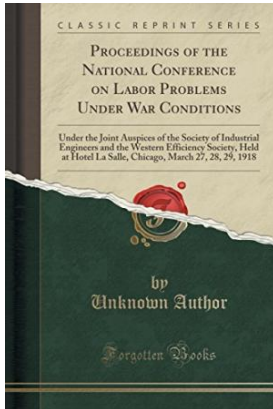 CLASSIC REPRINT SERIES
PROCEEDINGS OF THE
NATIONAL CONFERENCE
ON LABOR PROBLEMS
UNDER WAR CONDITIONS
Under the Joint Auspices of the Society of Industrial
Engineers and the Western Efficiency Society, Held
at Hotel La Salle, Chicago, March 27, 28, 29, 1918
by
Unknown Author
Forgotten Books